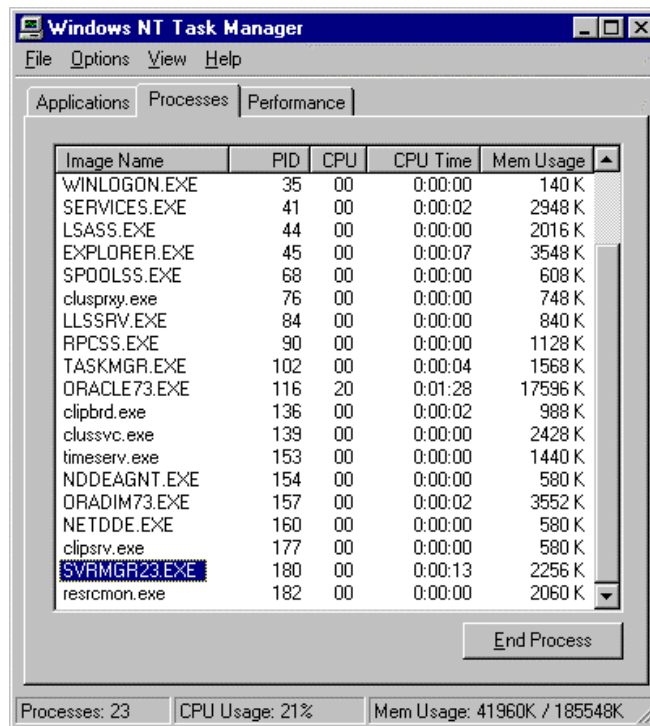 Windows NT Task Manager
File Options View Help
Applications Processes Performance
Image Name PID CPU CPU Time Mem Usage
WINLOGON.EXE 35 00 0:00:00 140 K
SERVICES.EXE 41 00 0:00:02 2948 K
LSASS.EXE 44 00 0:00:00 2016 K
EXPLORER.EXE 45 00 0:00:07 3548 K
SPOOLSS.EXE 68 00 0:00:00 608 K
clusprxy.exe 76 00 0:00:00 748 K
LLSSRV.EXE 84 00 0:00:00 840 K
RPCSS.EXE 90 00 0:00:00 1128 K
TASKMGR.EXE 102 00 0:00:04 1568 K
ORACLE73.EXE 116 20 0:01:28 17596 K
clipbrd.exe 136 00 0:00:02 988 K
clussvc.exe 139 00 0:00:00 2428 K
timeserv.exe 153 00 0:00:00 1440 K
NDDEAGNT.EXE 154 00 0:00:00 580 K
ORADIM73.EXE 157 00 0:00:02 3552 K
NETDDE.EXE 160 00 0:00:00 580 K
clipsrv.exe 177 00 0:00:00 580 K
SVRMGR23.EXE 180 00 0:00:13 2256 K
resrcmon.exe 182 00 0:00:00 2060 K
End Process
Processes: 23 CPU Usage: 21% Mem Usage: 41960K / 185548K